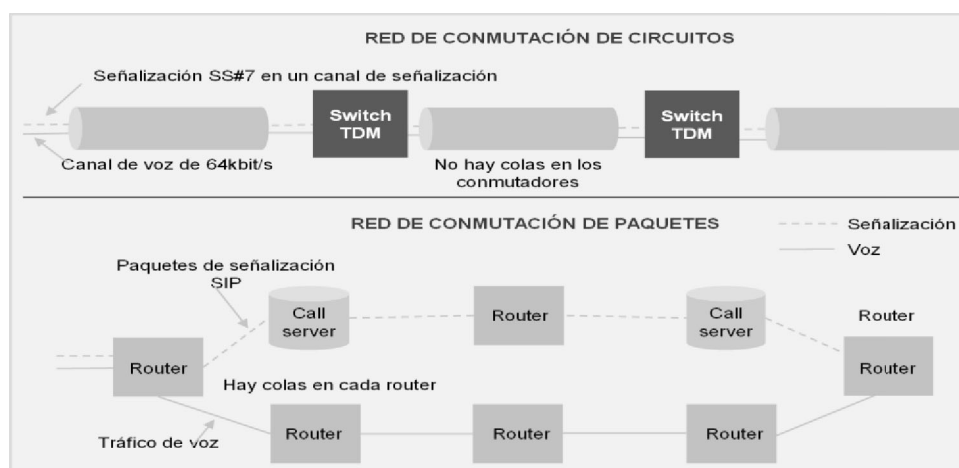 RED DE CONMUTACIÓN DE CIRCUITOS
Señalización SS#7 en un canal de señalización
Switch
TDM
Switch
TDM
Canal de voz de 64kbit/s
No hay colas en los
conmutadores
RED DE CONMUTACIÓN DE PAQUETES
Señalización
Voz
Paquetes de señalización
SIP
Call
server
Router
Call
server
Router
Router
Router
Hay colas en cada router
Tráfico de voz
Router
Router
Router